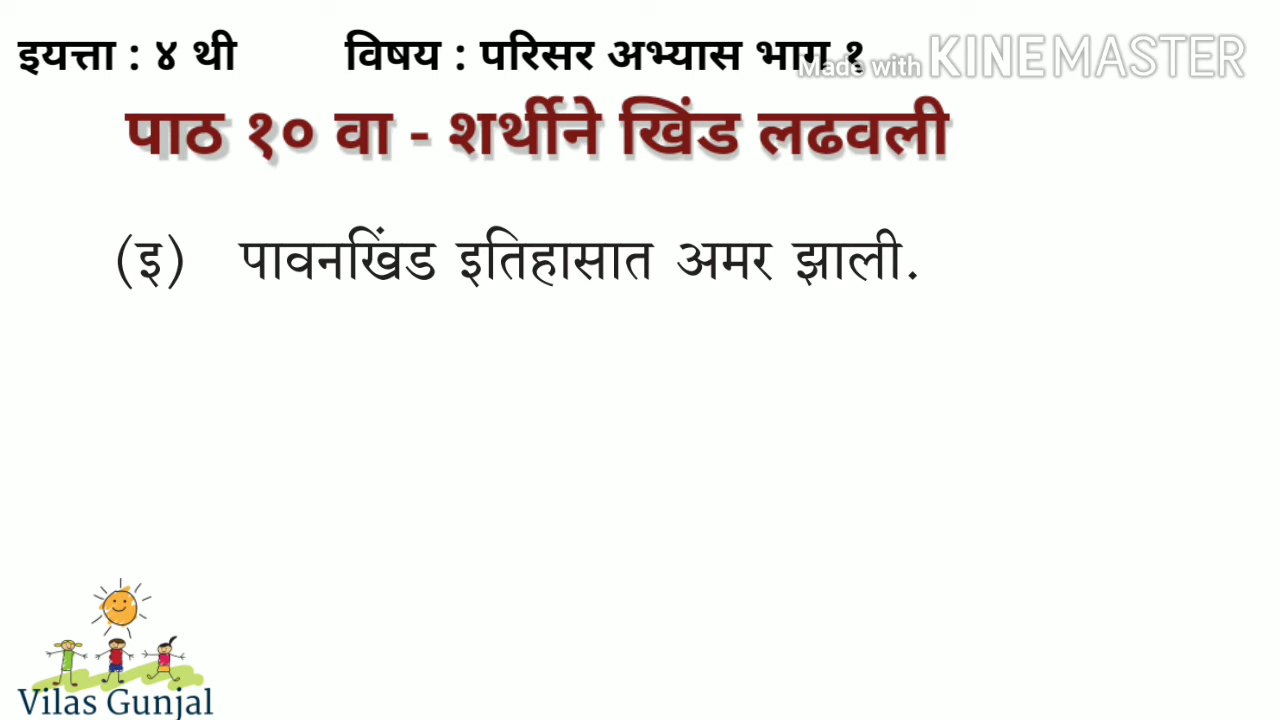 इयत्ता : ४ थी विषय : परिसर अभ्यास भाग १
Made with KINEMASTER
पाठ १० वा - शर्थीने खिंड लढवली
(इ) पावनखिंड इतिहासात अमर झाली.
Vilas Gunjal